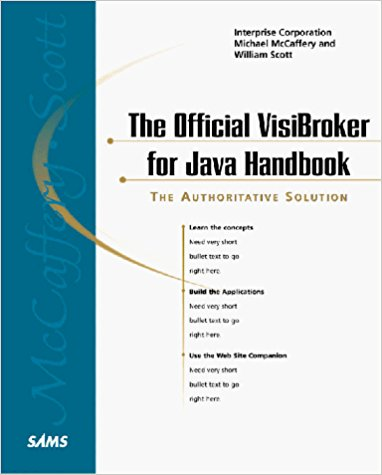 Interprise Corporation
Michael McCaffery and
William Scott
The Official VisiBroker
for Java Handbook
THE AUTHORITATIVE SOLUTION
Learn the concepts
Need very short
bullet text to go
right here.
Build the Applications
Need very short
bullet text to go
right here.
Use the Web Site Companion
Need very short
bullet text to go
right here.
McCaffery•Scott
SAMS